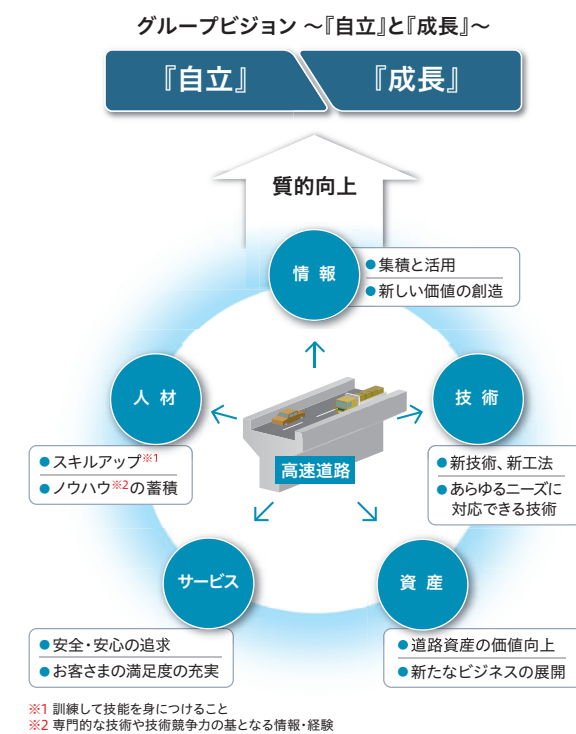 グループビジョン ～『自立』と『成長』～
『自立』
『成長』
質的向上
情 報
●集積と活用
●新しい価値の創造
人 材
●スキルアップ※1
●ノウハウ※2の蓄積
技 術
●新技術、新工法
●あらゆるニーズに
対応できる技術
高速道路
サービス
●安全・安心の追求
●お客さまの満足度の充実
資 産
●道路資産の価値向上
●新たなビジネスの展開
※1 訓練して技能を身につけること
※2 専門的な技術や技術競争力の基となる情報・経験